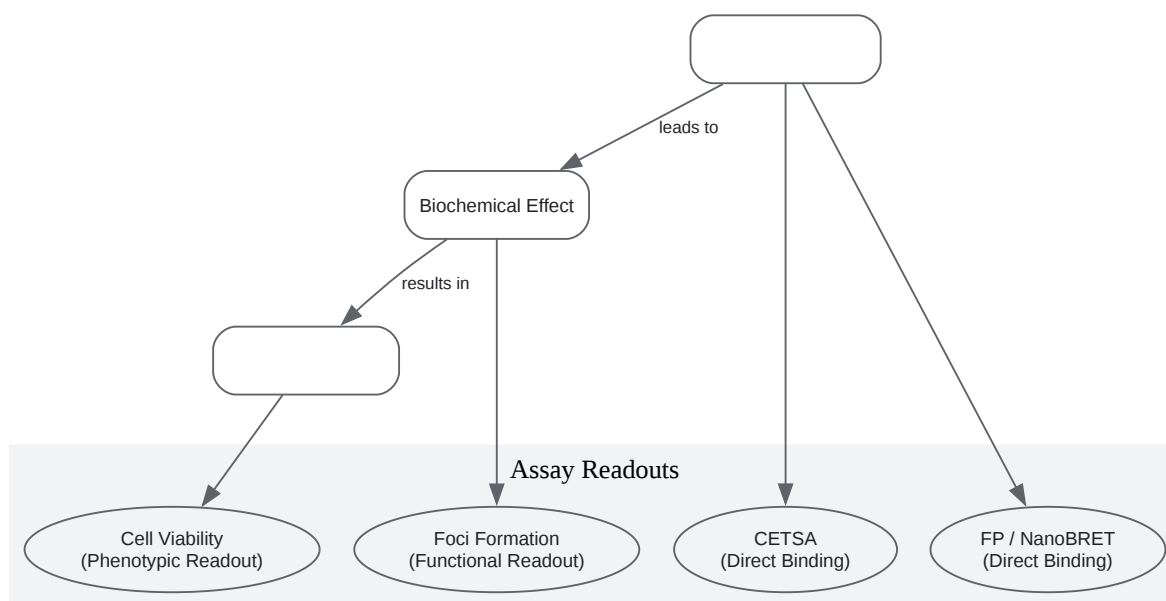 leads to
Biochemical Effect
results in
Assay Readouts
Cell Viability
(Phenotypic Readout)
Foci Formation
(Functional Readout)
CETSA
(Direct Binding)
FP / NanoBRET
(Direct Binding)